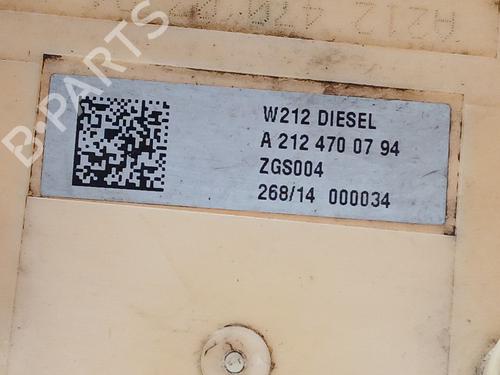 B-PARTS
W212 DIESEL
A 212 470 07 94
ZGS004
268/14 000034